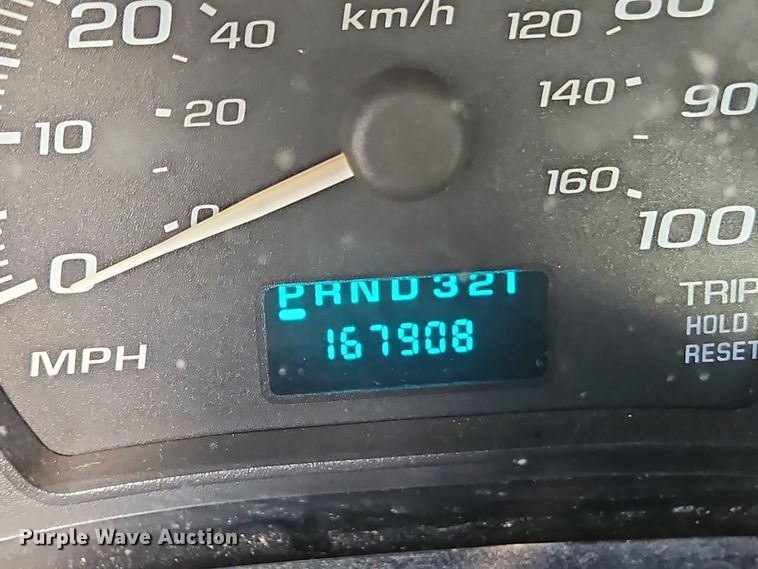 20
40
km/h
120
80
10
20
140
90
0
160
100
0
PRND321
167908
TRIP
HOLD
MPH
RESET
Purple Wave Auction